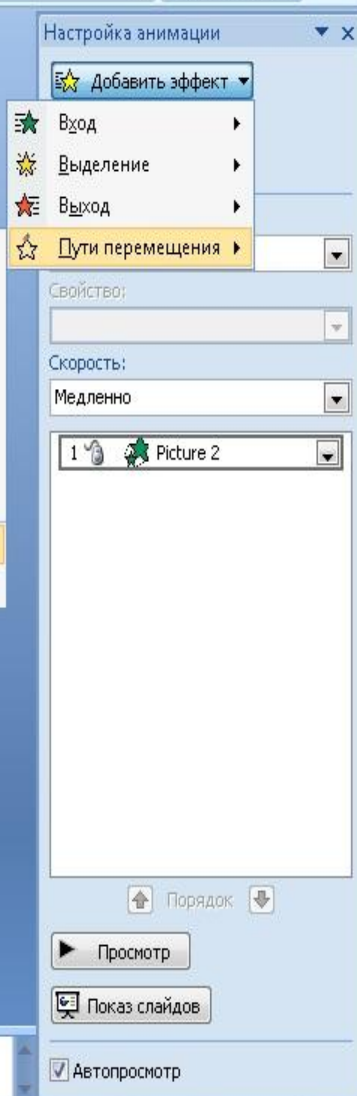 Настройка анимации
Добавить эффект
Вход
Выделение
Выход
Пути перемещения
Свойство:
Скорость:
Медленно
1 Picture 2
Порядок
Просмотр
Показ слайдов
Автопросмотр